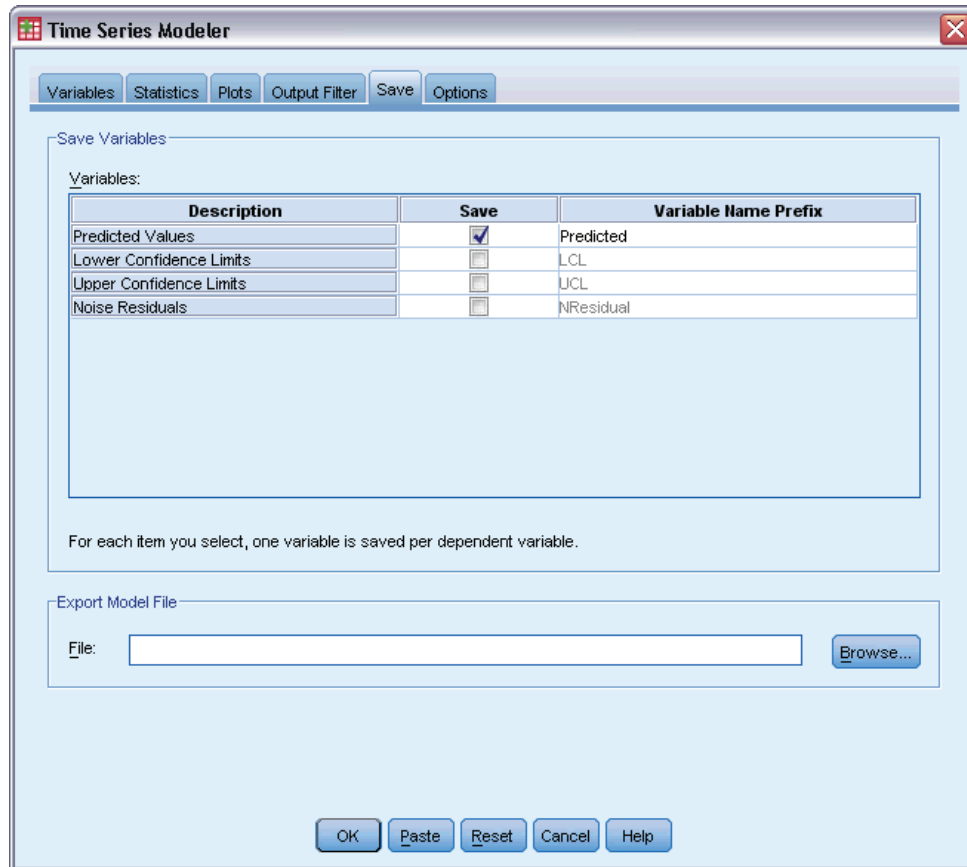 Time Series Modeler
Variables Statistics Plots Output Filter Save Options
Save Variables
Variables:
Description Save Variable Name Prefix
Predicted Values Predicted
Lower Confidence Limits LCL
Upper Confidence Limits UCL
Noise Residuals NResidual
For each item you select, one variable is saved per dependent variable.
Export Model File
File: Browse...
OK Paste Reset Cancel Help